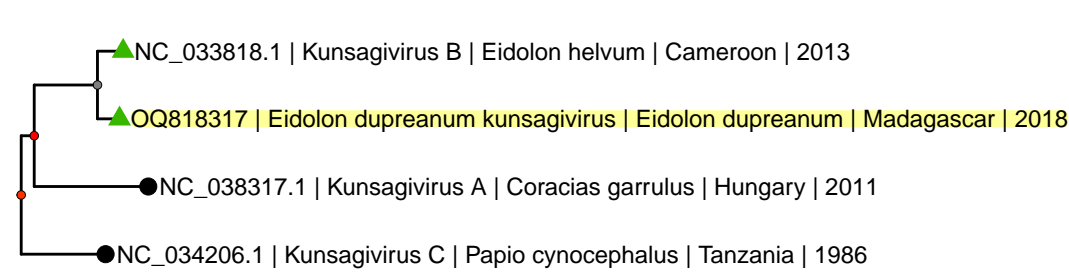 NC_033818.1 | Kunsagivirus B | Eidolon helvum | Cameroon | 2013
OQ818317 | Eidolon dupreanum kunsagivirus | Eidolon dupreanum | Madagascar | 2018
NC_038317.1 | Kunsagivirus A | Coracias garrulus | Hungary | 2011
NC_034206.1 | Kunsagivirus C | Papio cynocephalus | Tanzania | 1986